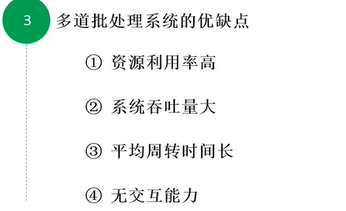 3 多道批处理系统的优缺点
① 资源利用率高
② 系统吞吐量大
③ 平均周转时间长
④ 无交互能力